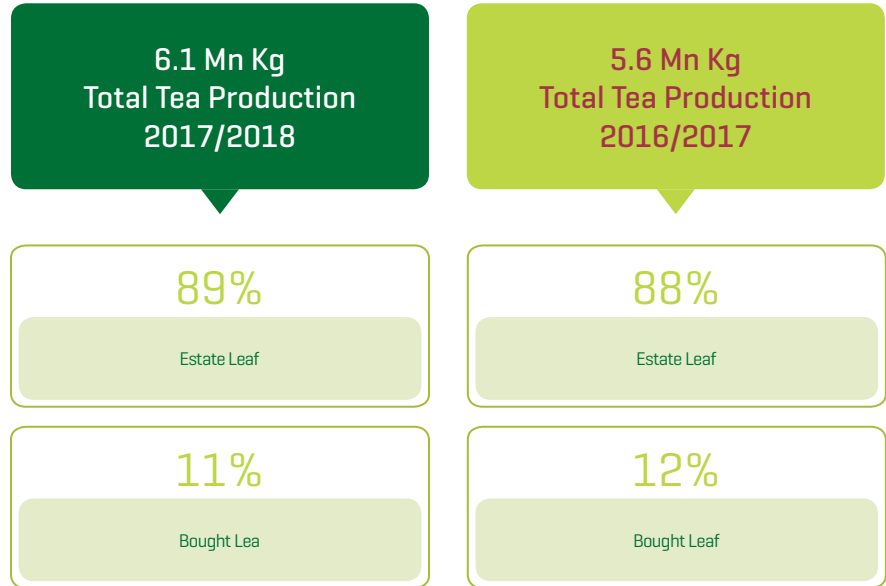 6.1 Mn Kg
Total Tea Production
2017/2018
89%
Estate Leaf
11%
Bought Lea
5.6 Mn Kg
Total Tea Production
2016/2017
88%
Estate Leaf
12%
Bought Leaf